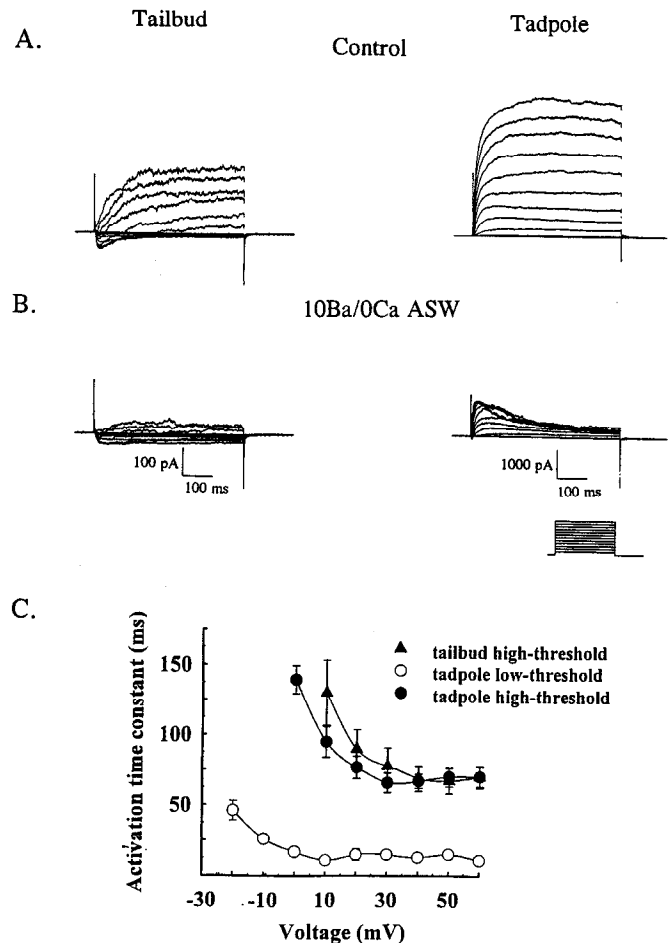 A.
Tailbud
Control
Tadpole
B.
10Ba/0Ca ASW
100 pA
100 ms
1000 pA
100 ms
C.
Activation time constant (ms)
150
100
50
tailbud high-threshold
tadpole low-threshold
tadpole high-threshold
-30 -10 10 30 50
Voltage (mV)